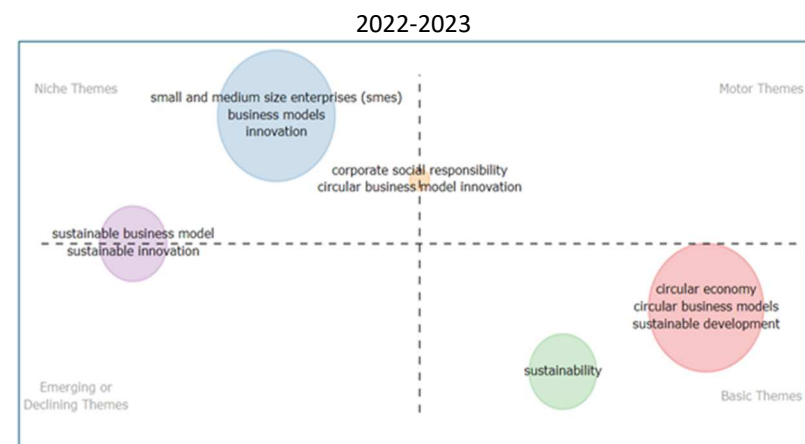 2022-2023
Niche Themes
Motor Themes
small and medium size enterprises (smes)
business models
innovation
corporate social responsibility
circular business model innovation
sustainable business model
sustainable innovation
circular economy
circular business models
sustainable development
sustainability
Emerging or
Declining Themes
Basic Themes